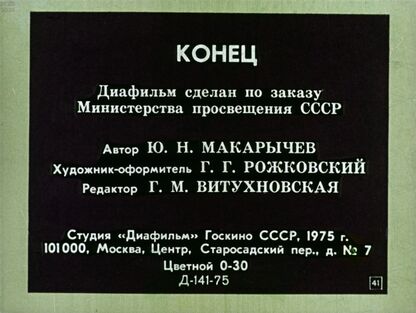 КОНЕЦ
Диафильм сделан по заказу
Министерства просвещения СССР
Автор Ю. Н. МАКАРЫЧЕВ
Художник-оформитель Г. Г. РОЖКОВСКИЙ
Редактор Г. М. ВИТУХНОВСКАЯ
Студия «Диафильм» Госкино СССР, 1975 г.
101000, Москва, Центр, Старосадский пер., д. № 7
Цветной 0-30
Д-141-75
41